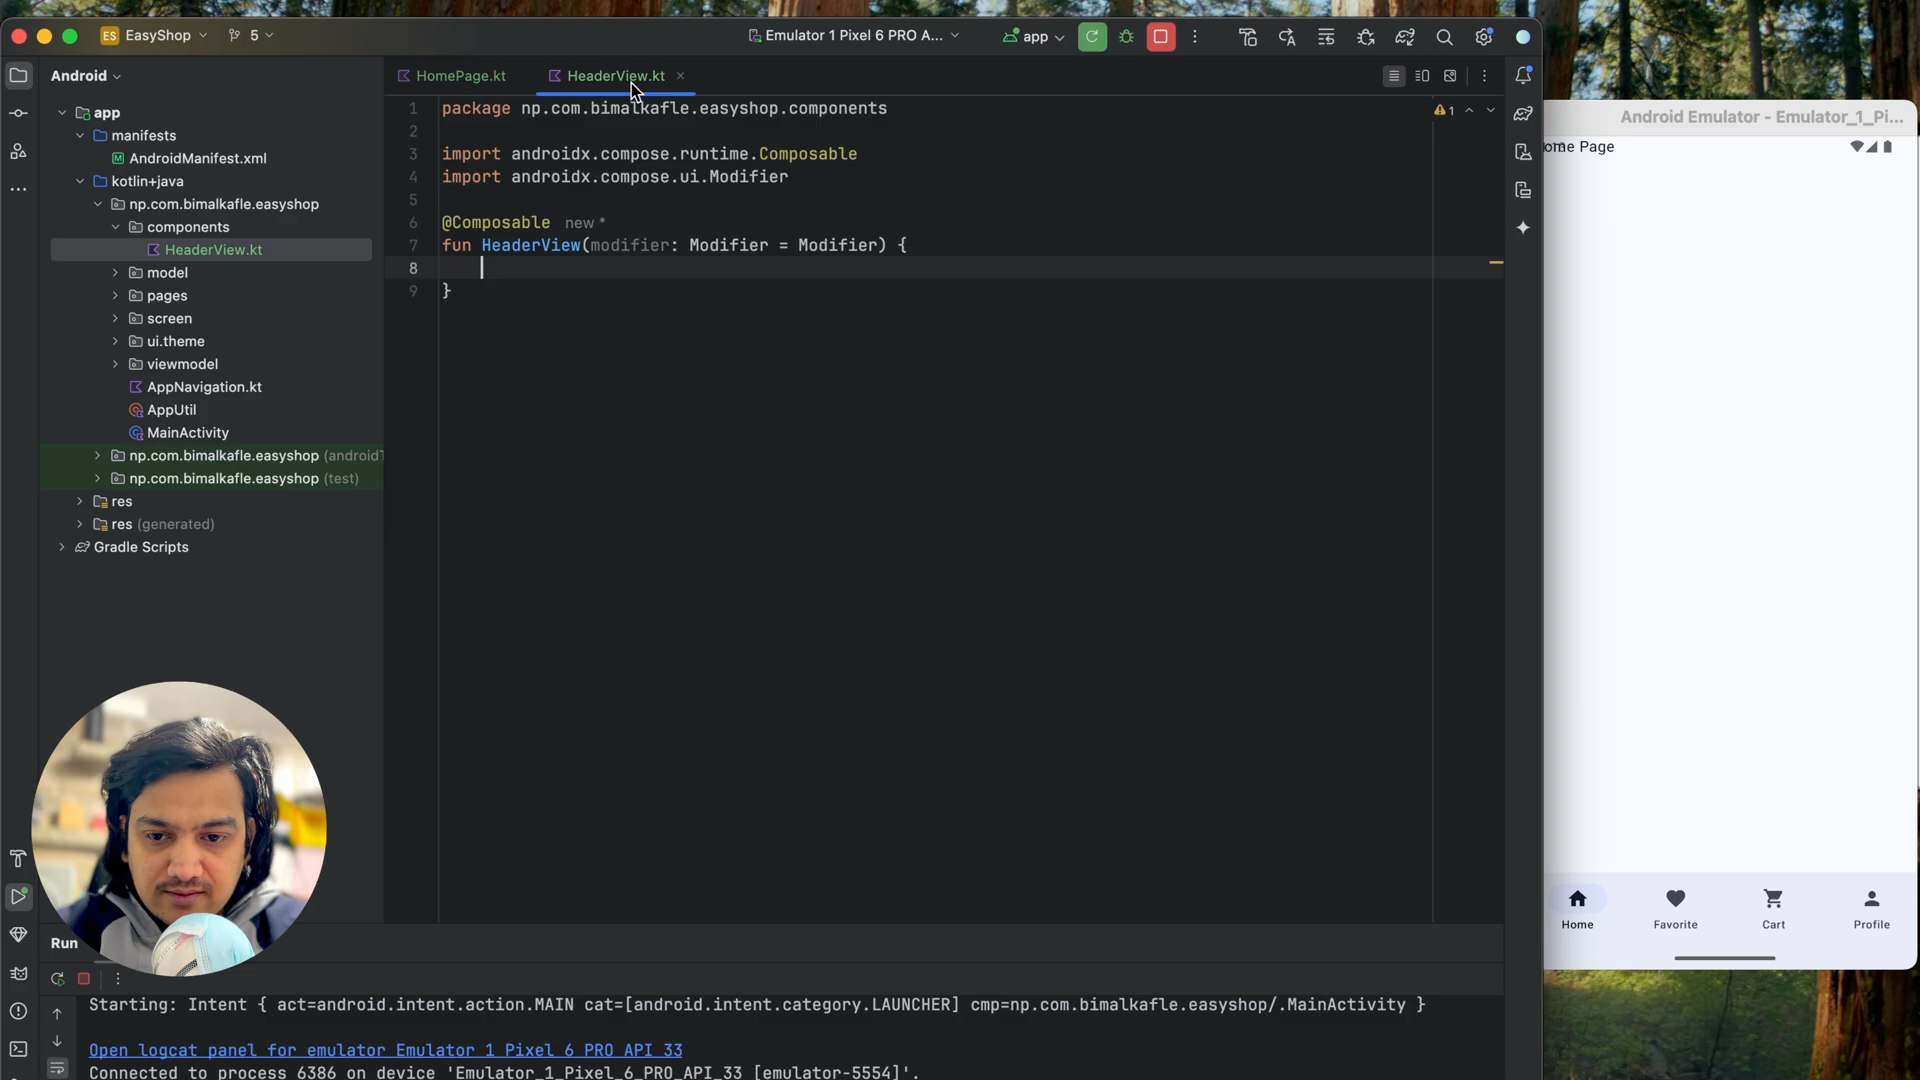 ES EasyShop 5 Emulator 1 Pixel 6 PRO A... app
Android
HomePage.kt HeaderView.kt
app
manifests
AndroidManifest.xml
kotlin+java
np.com.bimalkafle.easyshop
components
HeaderView.kt
model
pages
screen
ui.theme
viewmodel
AppNavigation.kt
AppUtil
MainActivity
np.com.bimalkafle.easyshop (android
np.com.bimalkafle.easyshop (test)
res
res (generated)
Gradle Scripts
1 package np.com.bimalkafle.easyshop.components
2
3 import androidx.compose.runtime.Composable
4 import androidx.compose.ui.Modifier
5
6 @Composable new *
7 fun HeaderView(modifier: Modifier = Modifier) {
8
9 }
1
Android Emulator - Emulator_1_Pi...
ome Page
Home Favorite Cart Profile
Run
Starting: Intent { act=android.intent.action.MAIN cat=[android.intent.category.LAUNCHER] cmp=np.com.bimalkafle.easyshop/.MainActivity }
Open logcat panel for emulator Emulator 1 Pixel 6 PRO API 33
Connected to process 6386 on device 'Emulator_1_Pixel_6_PRO_API_33 [emulator-5554]'.